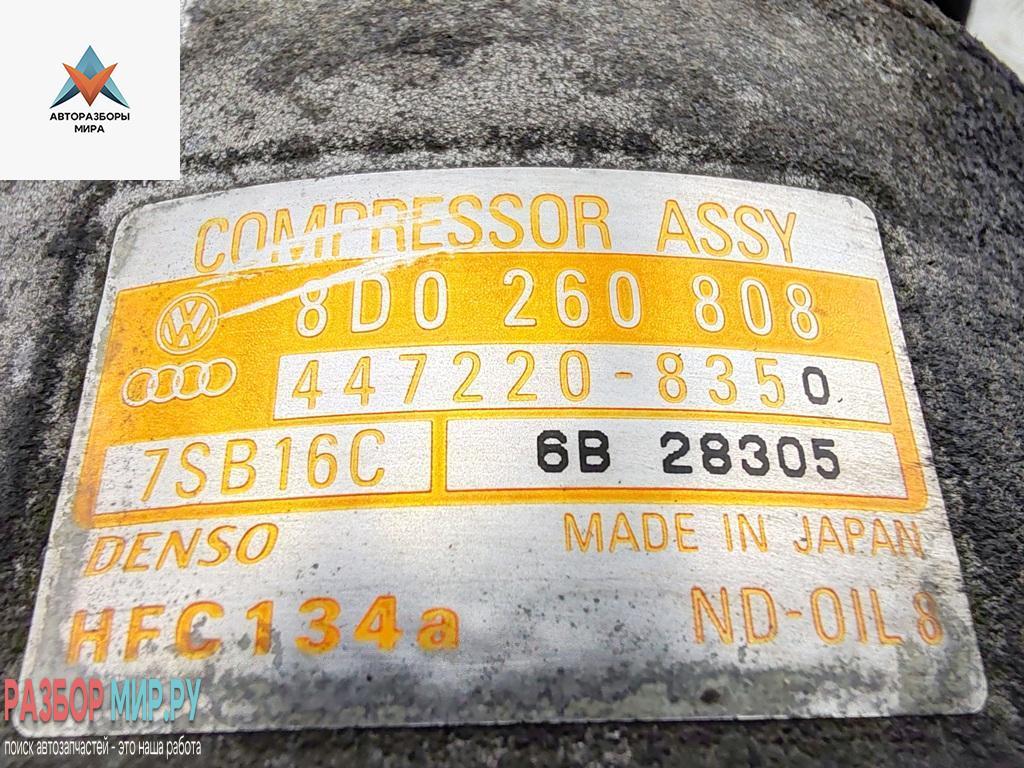 АВТОРАЗБОРЫ
МИРА
COMPRESSOR ASSY
8D0 260 808
447220-8350
7SB16C 6B 28305
DENSO MADE IN JAPAN
HFC134a ND-OIL 8
РАЗБОР МИР.РУ
поиск автозапчастей - это наша работа